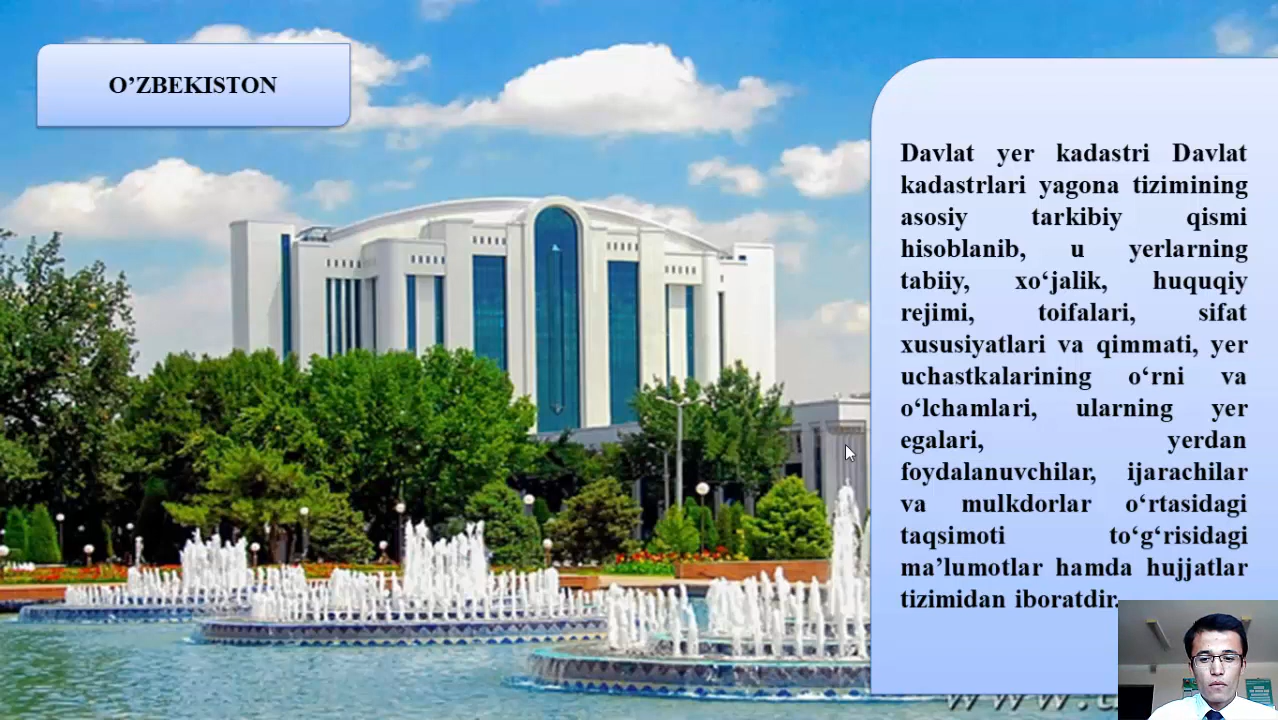 O’ZBEKISTON
Davlat yer kadastri Davlat
kadastrlari yagona tizimining
asosiy tarkibiy qismi
hisoblanib, u yerlarning
tabiiy, xo‘jalik, huquqiy
rejimi, toifalari, sifat
xususiyatlari va qimmati, yer
uchastkalarining o‘rni va
o‘lchamlari, ularning yer
egalari, yerdan
foydalanuvchilar, ijarachilar
va mulkdorlar o‘rtasidagi
taqsimoti to‘g‘risidagi
ma’lumotlar hamda hujjatlar
tizimidan iboratdir.
www.